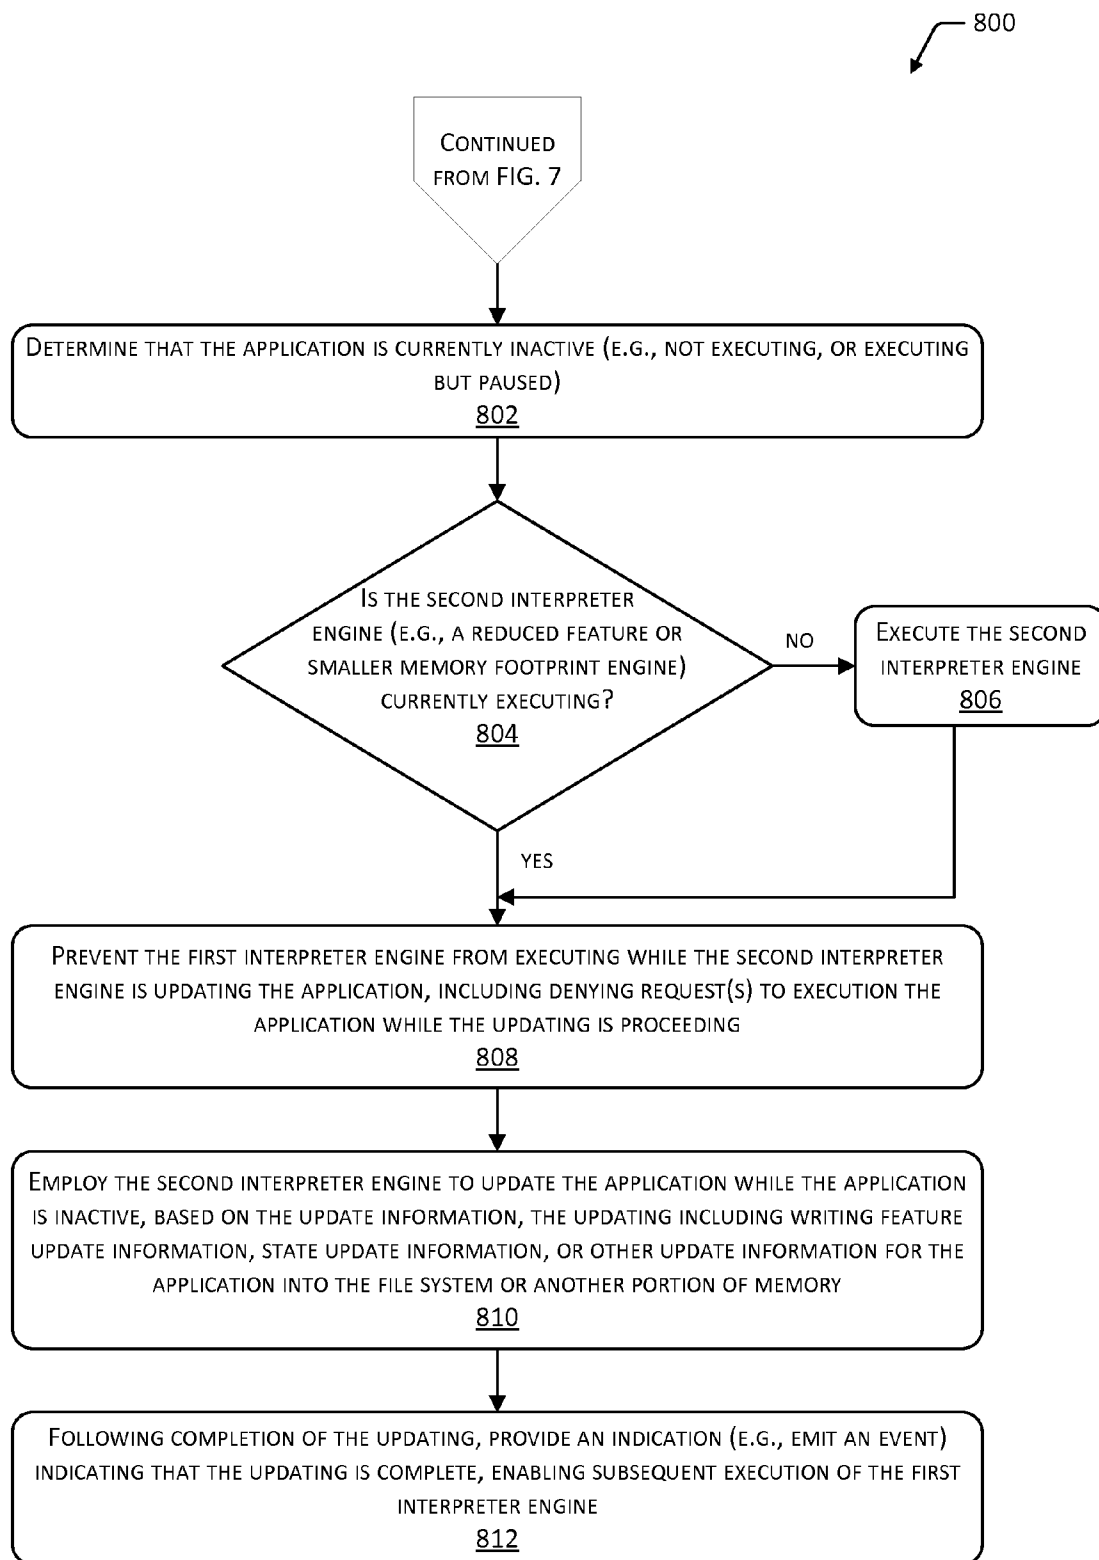 800
CONTINUED
FROM FIG. 7
DETERMINE THAT THE APPLICATION IS CURRENTLY INACTIVE (E.G., NOT EXECUTING, OR EXECUTING
BUT PAUSED)
802
IS THE SECOND INTERPRETER
ENGINE (E.G., A REDUCED FEATURE OR
SMALLER MEMORY FOOTPRINT ENGINE)
CURRENTLY EXECUTING?
804
NO
EXECUTE THE SECOND
INTERPRETER ENGINE
806
YES
PREVENT THE FIRST INTERPRETER ENGINE FROM EXECUTING WHILE THE SECOND INTERPRETER
ENGINE IS UPDATING THE APPLICATION, INCLUDING DENYING REQUEST(S) TO EXECUTION THE
APPLICATION WHILE THE UPDATING IS PROCEEDING
808
EMPLOY THE SECOND INTERPRETER ENGINE TO UPDATE THE APPLICATION WHILE THE APPLICATION
IS INACTIVE, BASED ON THE UPDATE INFORMATION, THE UPDATING INCLUDING WRITING FEATURE
UPDATE INFORMATION, STATE UPDATE INFORMATION, OR OTHER UPDATE INFORMATION FOR THE
APPLICATION INTO THE FILE SYSTEM OR ANOTHER PORTION OF MEMORY
810
FOLLOWING COMPLETION OF THE UPDATING, PROVIDE AN INDICATION (E.G., EMIT AN EVENT)
INDICATING THAT THE UPDATING IS COMPLETE, ENABLING SUBSEQUENT EXECUTION OF THE FIRST
INTERPRETER ENGINE
812